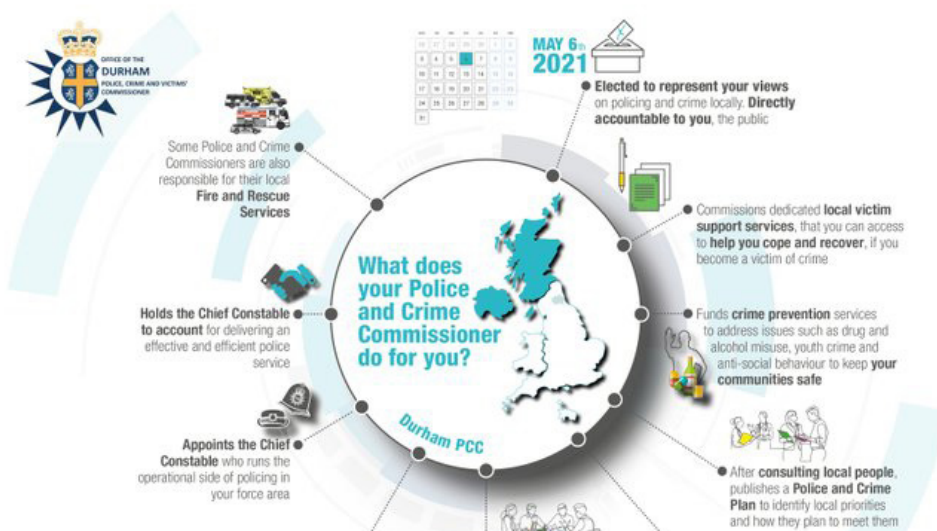 OFFICE OF THE
DURHAM
POLICE, CRIME AND VICTIMS'
COMMISSIONER
MAY 6th
2021
Elected to represent your views
on policing and crime locally. Directly
accountable to you, the public
Some Police and Crime
Commissioners are also
responsible for their local
Fire and Rescue
Services
Commissions dedicated local victim
support services, that you can access
to help you cope and recover, if you
become a victim of crime
What does
your Police
and Crime
Commissioner
do for you?
Holds the Chief Constable
to account for delivering an
effective and efficient police
service
Funds crime prevention services
to address issues such as drug and
alcohol misuse, youth crime and
anti-social behaviour to keep your
communities safe
Appoints the Chief
Constable who runs the
operational side of policing in
your force area
Durham PCC
After consulting local people,
publishes a Police and Crime
Plan to identify local priorities
and how they plan to meet them